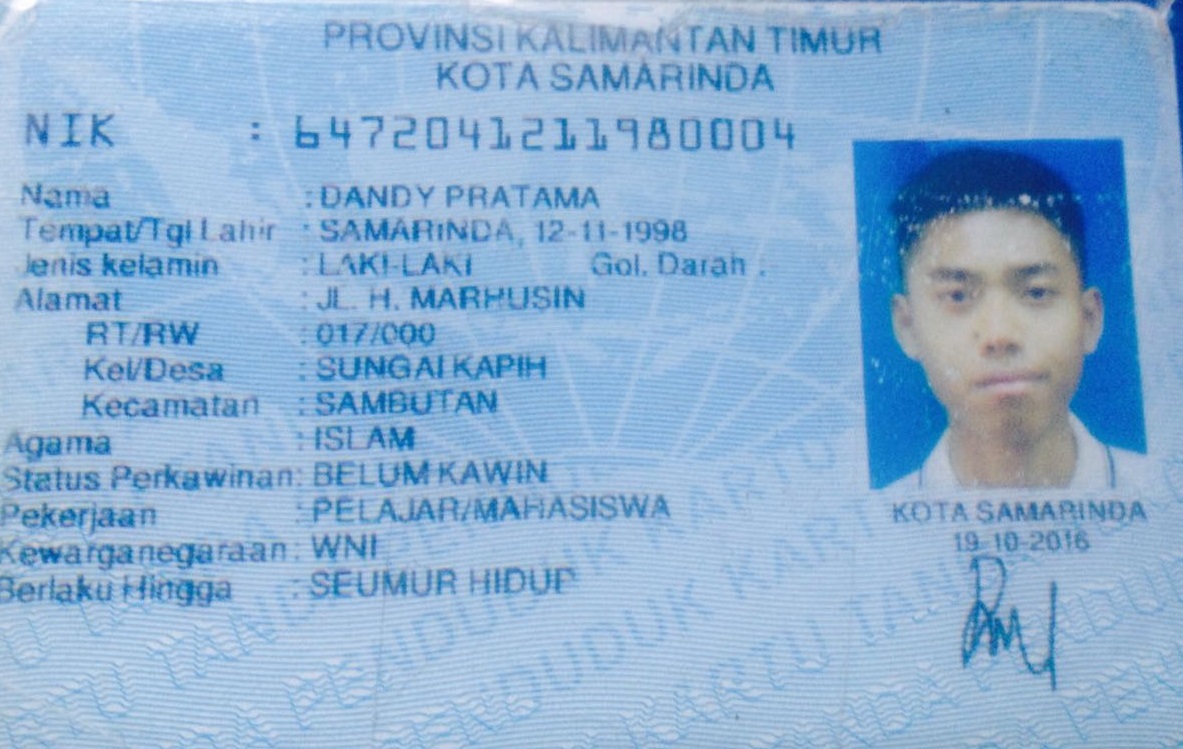 PROVINSI KALIMANTAN TIMUR
KOTA SAMARINDA
NIK : 6472041211980004
Nama : DANDY PRATAMA
Tempat/Tgl Lahir : SAMARINDA, 12-11-1998
Jenis kelamin : LAKI-LAKI Gol. Darah :
Alamat : JL. H. MARHUSIN
RT/RW : 017/000
Kel/Desa : SUNGAI KAPIH
Kecamatan : SAMBUTAN
Agama : ISLAM
Status Perkawinan: BELUM KAWIN
Pekerjaan : PELAJAR/MAHASISWA
Kewarganegaraan: WNI
Berlaku Hingga : SEUMUR HIDUP
KOTA SAMARINDA
19-10-2016